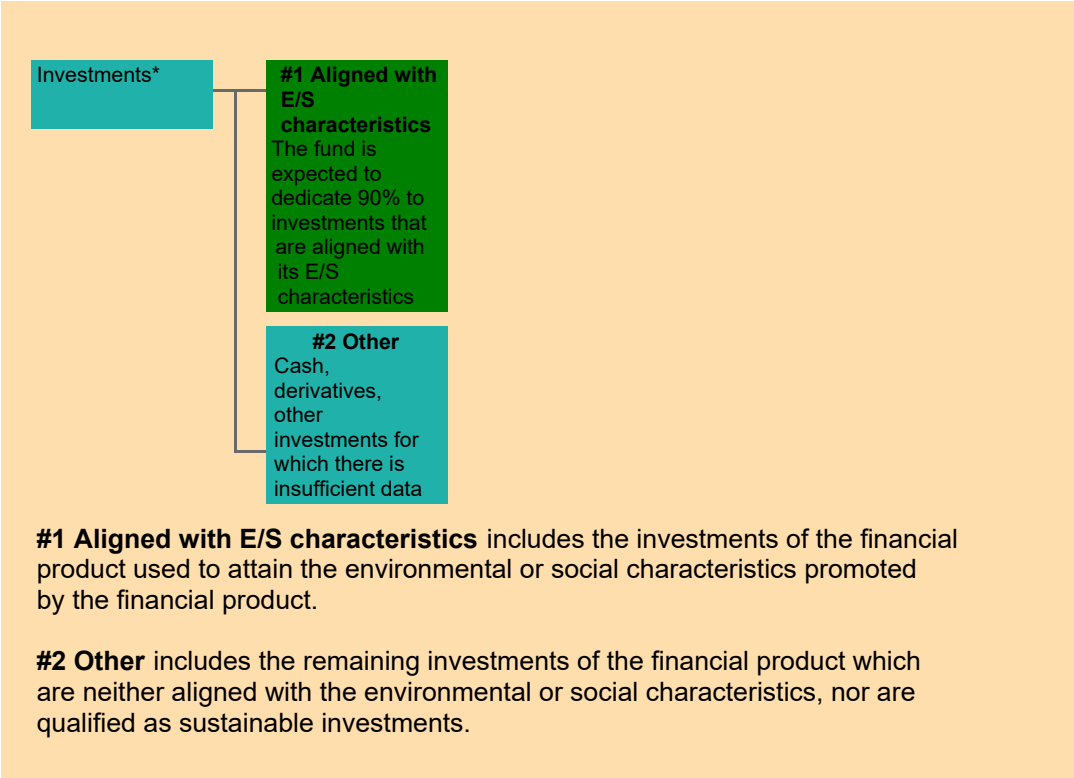 Investments*
#1 Aligned with
E/S
characteristics
The fund is
expected to
dedicate 90% to
investments that
are aligned with
its E/S
characteristics
#2 Other
Cash,
derivatives,
other
investments for
which there is
insufficient data
#1 Aligned with E/S characteristics includes the investments of the financial
product used to attain the environmental or social characteristics promoted
by the financial product.
#2 Other includes the remaining investments of the financial product which
are neither aligned with the environmental or social characteristics, nor are
qualified as sustainable investments.